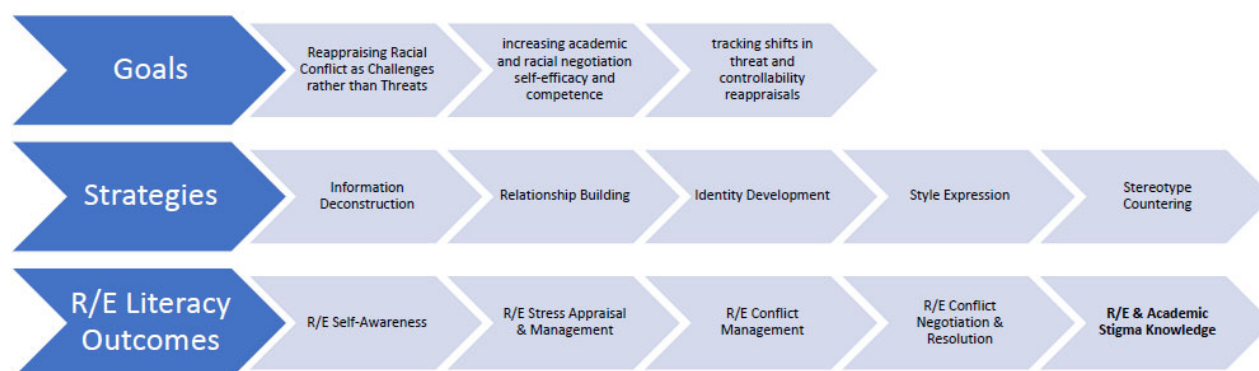 Goals
Reappraising Racial
Conflict as Challenges
rather than Threats
increasing academic
and racial negotiation
self-efficacy and
competence
tracking shifts in
threat and
controllability
reappraisals
Strategies
Information
Deconstruction
Relationship Building
Identity Development
Style Expression
Stereotype
Countering
R/E Literacy
Outcomes
R/E Self-Awareness
R/E Stress Appraisal
& Management
R/E Conflict
Management
R/E Conflict
Negotiation &
Resolution
R/E & Academic
Stigma Knowledge